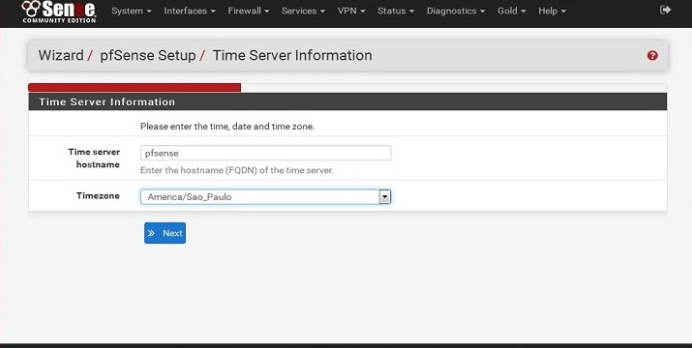 Sense
COMMUNITY EDITION
System Interfaces Firewall Services VPN Status Diagnostics Gold Help
Wizard / pfSense Setup / Time Server Information
Time Server Information
Please enter the time, date and time zone.
Time server hostname
pfsense
Enter the hostname (FQDN) of the time server.
Timezone
America/Sao_Paulo
» Next